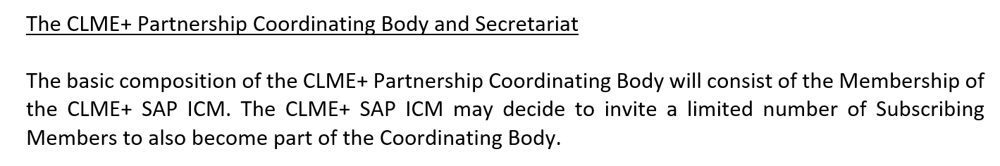 The CLME+ Partnership Coordinating Body and Secretariat
The basic composition of the CLME+ Partnership Coordinating Body will consist of the Membership of
the CLME+ SAP ICM. The CLME+ SAP ICM may decide to invite a limited number of Subscribing
Members to also become part of the Coordinating Body.